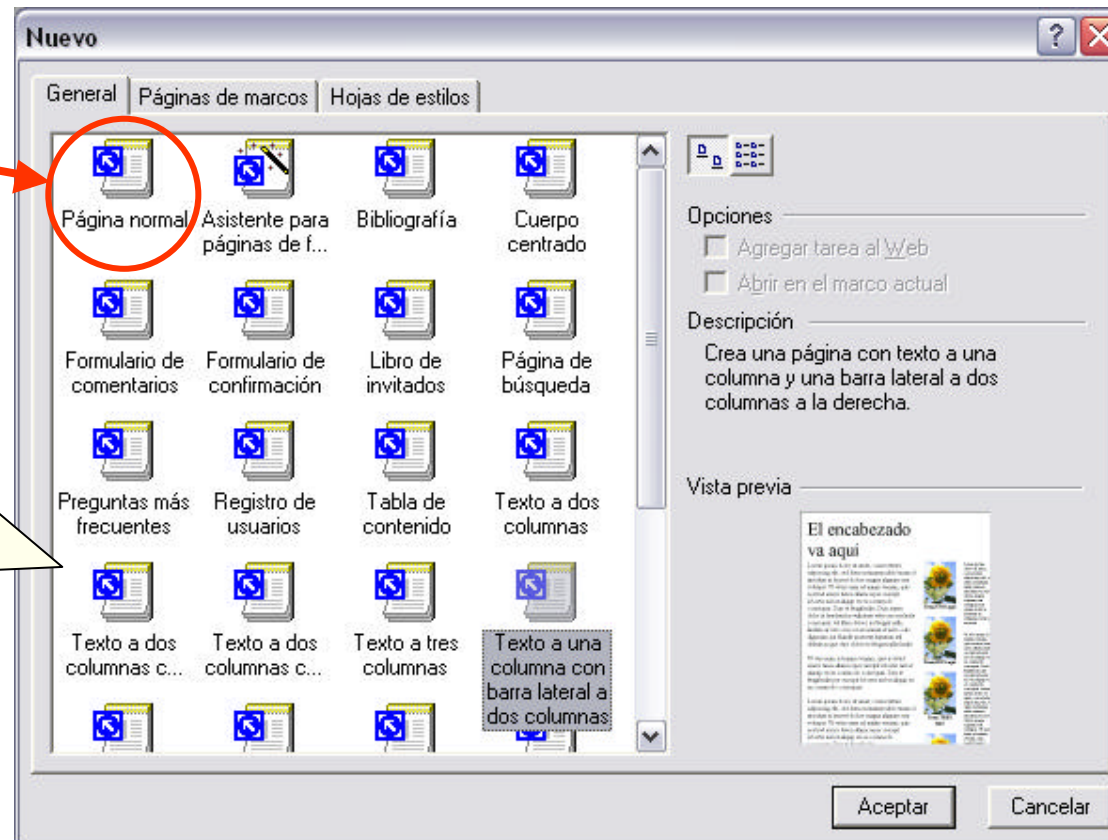 Nuevo
General
Páginas de marcos
Hojas de estilos
Página normal
Asistente para
páginas de f...
Bibliografía
Cuerpo
centrado
Formulario de
comentarios
Formulario de
confirmación
Libro de
invitados
Página de
búsqueda
Preguntas más
frecuentes
Registro de
usuarios
Tabla de
contenido
Texto a dos
columnas
Texto a dos
columnas c...
Texto a dos
columnas c...
Texto a tres
columnas
Texto a una
columna con
barra lateral a
dos columnas
Opciones
Agregar tarea al Web
Abrir en el marco actual
Descripción
Crea una página con texto a una
columna y una barra lateral a dos
columnas a la derecha.
Vista previa
El encabezado
va aquí
Aceptar
Cancelar